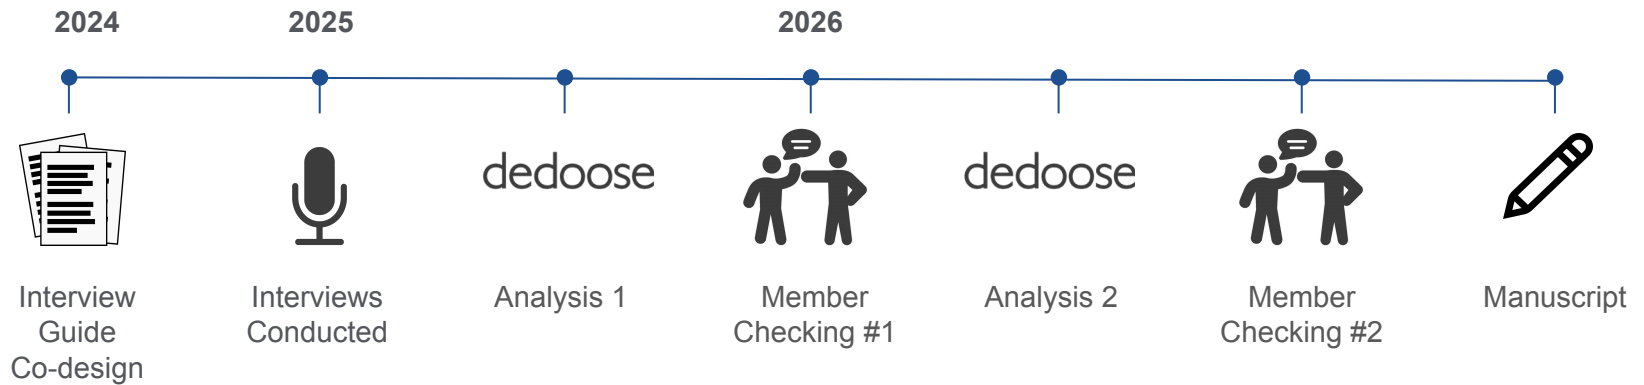 2024
2025
2026
dedoose
dedoose
Interview
Guide
Co-design
Interviews
Conducted
Analysis 1
Member
Checking #1
Analysis 2
Member
Checking #2
Manuscript